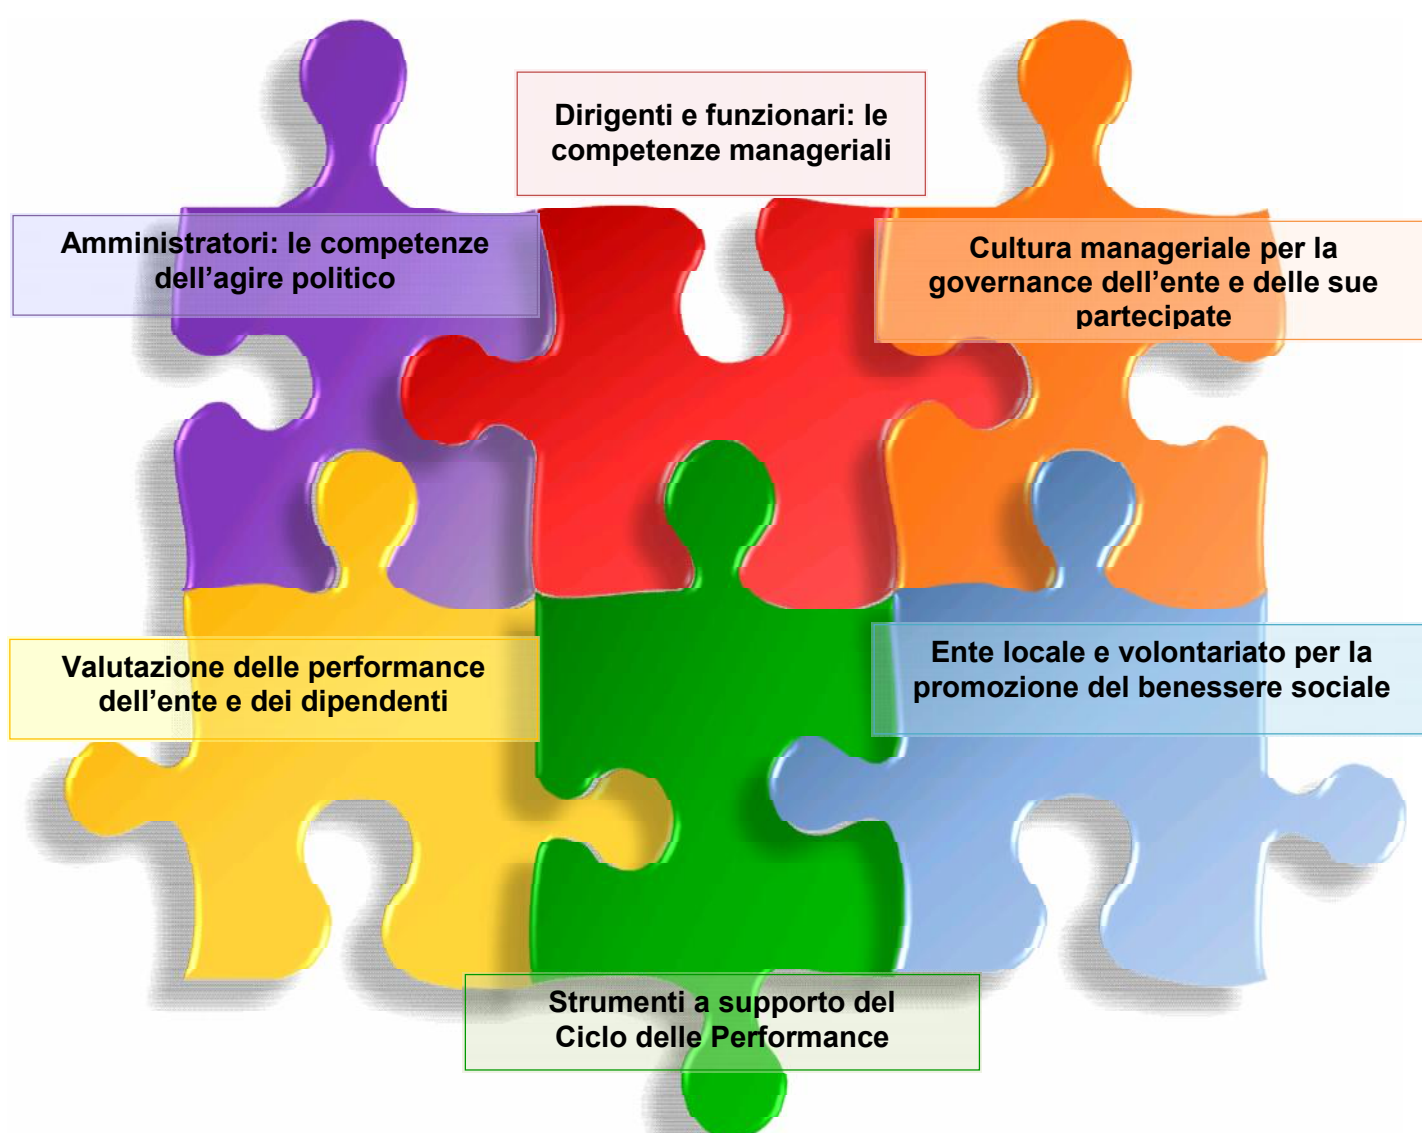 Dirigenti e funzionari: le
competenze manageriali
Amministratori: le competenze
dell’agire politico
Cultura manageriale per la
governance dell’ente e delle sue
partecipate
Valutazione delle performance
dell’ente e dei dipendenti
Ente locale e volontariato per la
promozione del benessere sociale
Strumenti a supporto del
Ciclo delle Performance